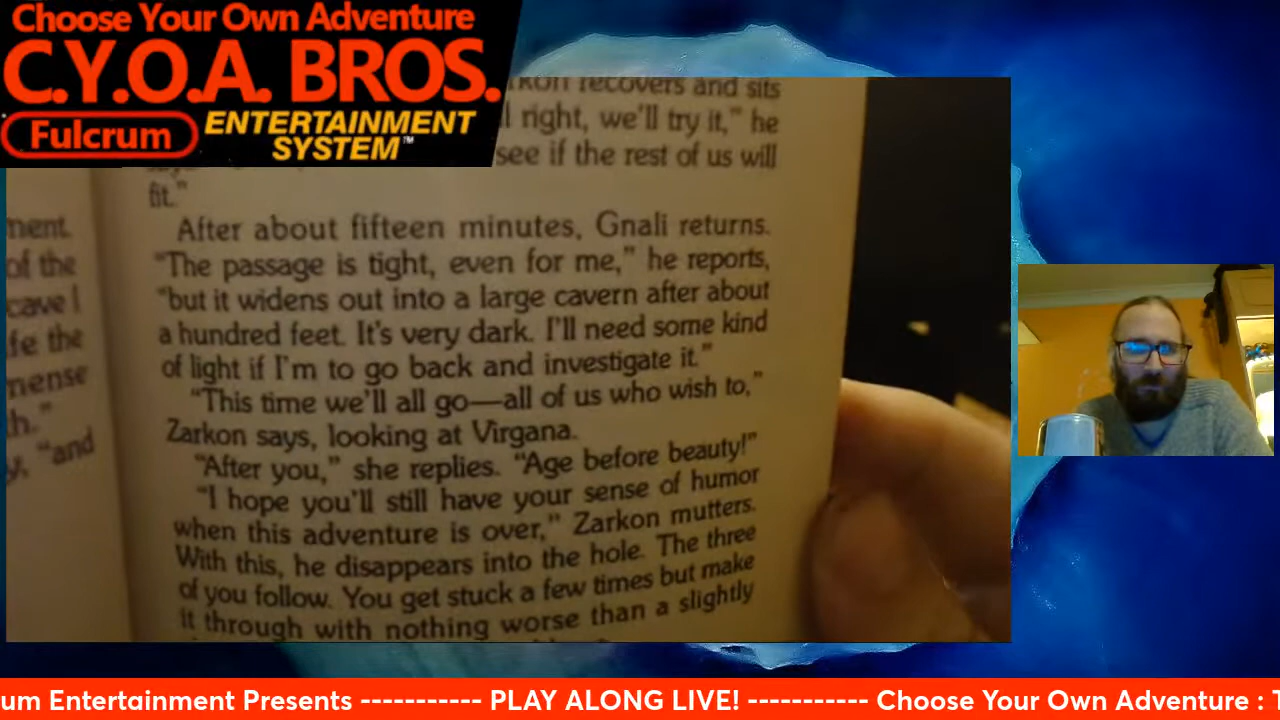 Choose Your Own Adventure
C.Y.O.A. BROS.
Fulcrum
ENTERTAINMENT
SYSTEM™
recovers and sits
right, we'll try it," he
see if the rest of us will
fit."
After about fifteen minutes, Gnali returns.
"The passage is tight, even for me," he reports,
"but it widens out into a large cavern after about
a hundred feet. It's very dark. I'll need some kind
of light if I'm to go back and investigate it."
"This time we'll all go—all of us who wish to,"
Zarkon says, looking at Virgana.
"After you," she replies. "Age before beauty!"
"I hope you'll still have your sense of humor
when this adventure is over," Zarkon mutters.
With this, he disappears into the hole. The three
of you follow. You get stuck a few times but make
it through with nothing worse than a slightly
of the
cave I
"and
um Entertainment Presents ----------- PLAY ALONG LIVE! ----------- Choose Your Own Adventure : T